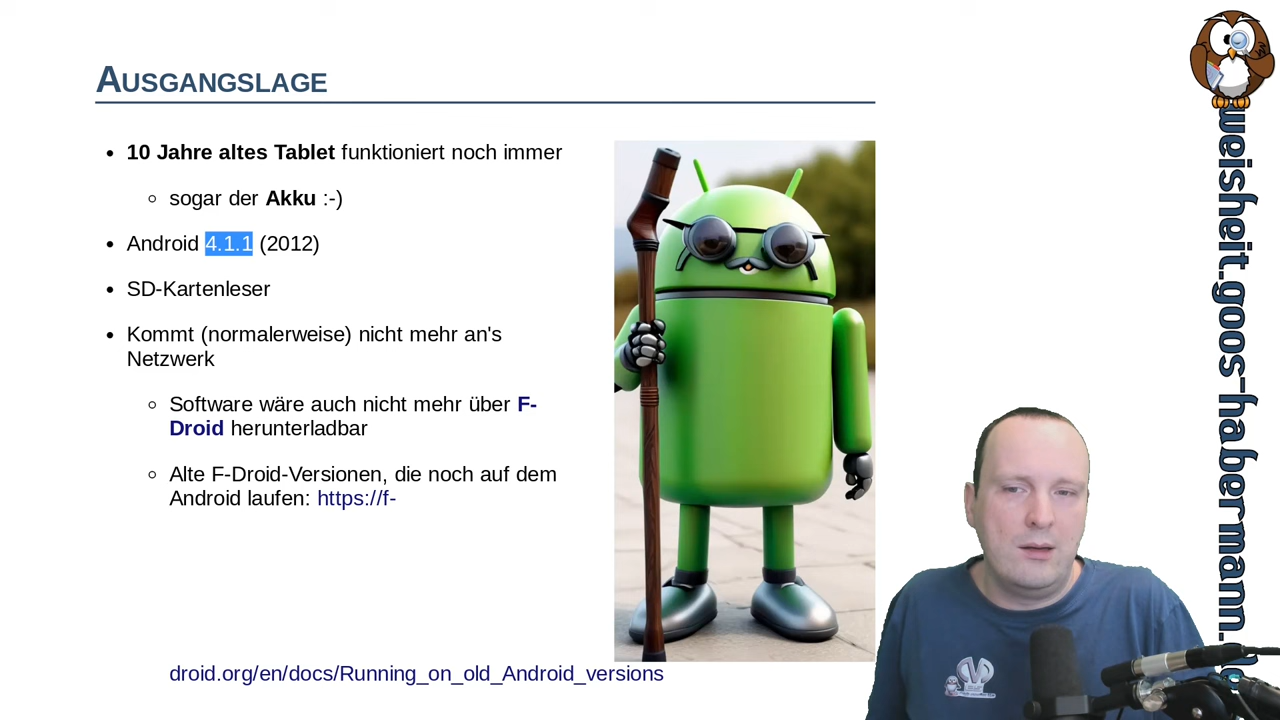 AUSGANGSLAGE
• 10 Jahre altes Tablet funktioniert noch immer
◦ sogar der Akku :-)
• Android 4.1.1 (2012)
• SD-Kartenleser
• Kommt (normalerweise) nicht mehr an's
Netzwerk
◦ Software wäre auch nicht mehr über F-
Droid herunterladbar
◦ Alte F-Droid-Versionen, die noch auf dem
Android laufen: https://f-
droid.org/en/docs/Running_on_old_Android_versions
weisheit.goos-habermann.de